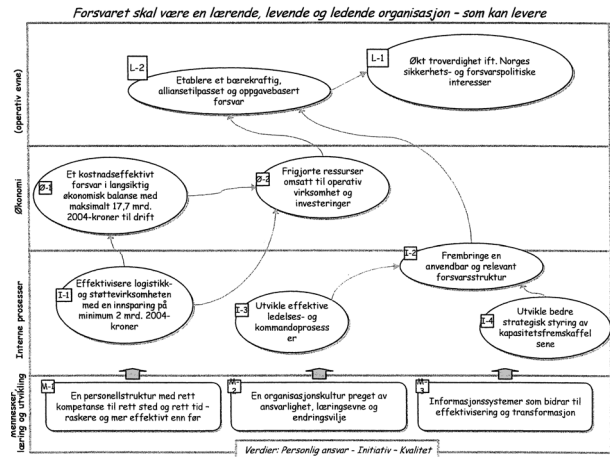 Forsvaret skal være en lærende, levende og ledende organisasjon – som kan levere
(operativ evne)
L-2
Etablere et bærekraftig,
alliansetilpasset og oppgavebasert
forsvar
L-1
Økt troverdighet ift. Norges
sikkerhets- og forsvarspolitiske
interesser
Økonomi
Ø-1
Et kostnadseffektivt
forsvar i langsiktig
økonomisk balanse med
maksimalt 17,7 mrd.
2004-kroner til drift
Ø-2
Frigjorte ressurser
omsatt til operativ
virksomhet og
investeringer
Interne prosesser
I-1
Effektivisere logistikk-
og støttevirksomheten
med en innsparing på
minimum 2 mrd. 2004-
kroner
I-2
Frembringe en
anvendbar og relevant
forsvarsstruktur
I-3
Utvikle effektive
ledelses- og
kommandoprosess
er
I-4
Utvikle bedre
strategisk styring av
kapasitetsfremskaffel
sene
mennesker,
læring og utvikling
M-1
En personellstruktur med rett
kompetanse til rett sted og rett tid –
raskere og mer effektivt enn før
M-
2
En organisasjonskultur preget av
ansvarlighet, læringsevne og
endringsvilje
M-
3
Informasjonssystemer som bidrar til
effektivisering og transformasjon
Verdier: Personlig ansvar - Initiativ – Kvalitet